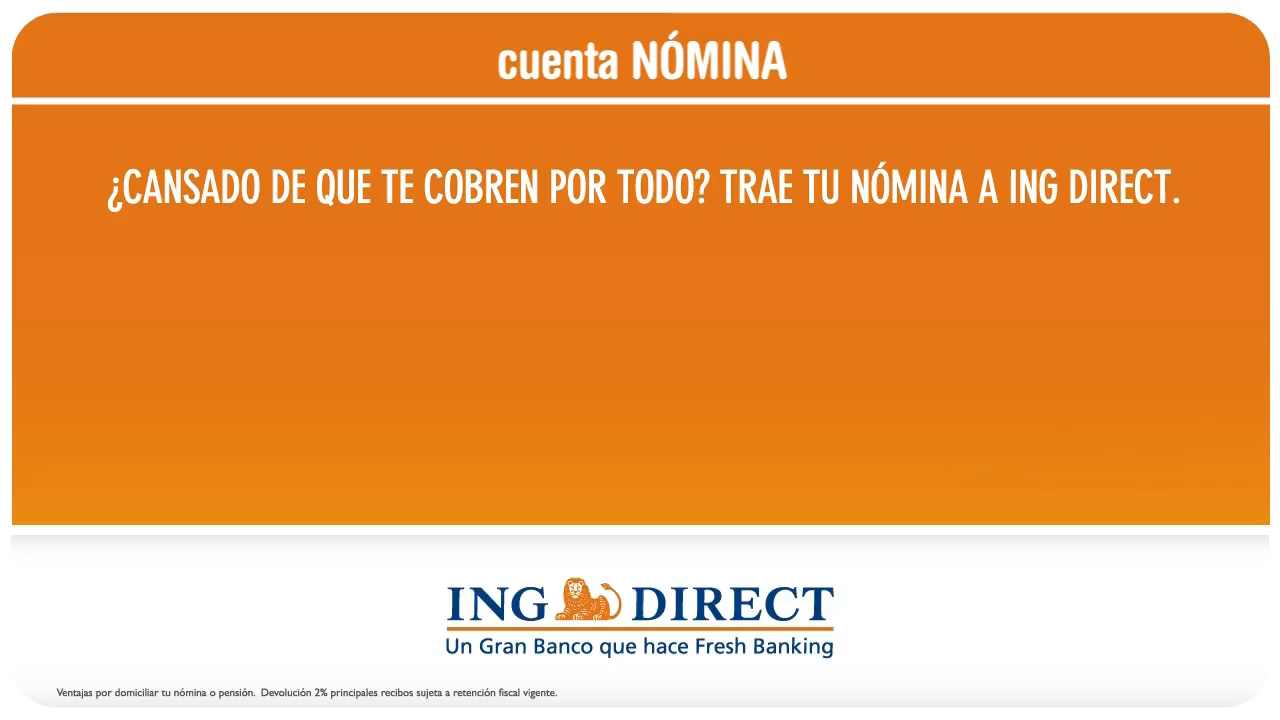 cuenta NÓMINA
¿CANSADO DE QUE TE COBREN POR TODO? TRAE TU NÓMINA A ING DIRECT.
ING DIRECT
Un Gran Banco que hace Fresh Banking
Ventajas por domiciliar tu nómina o pensión. Devolución 2% principales recibos sujeta a retención fiscal vigente.